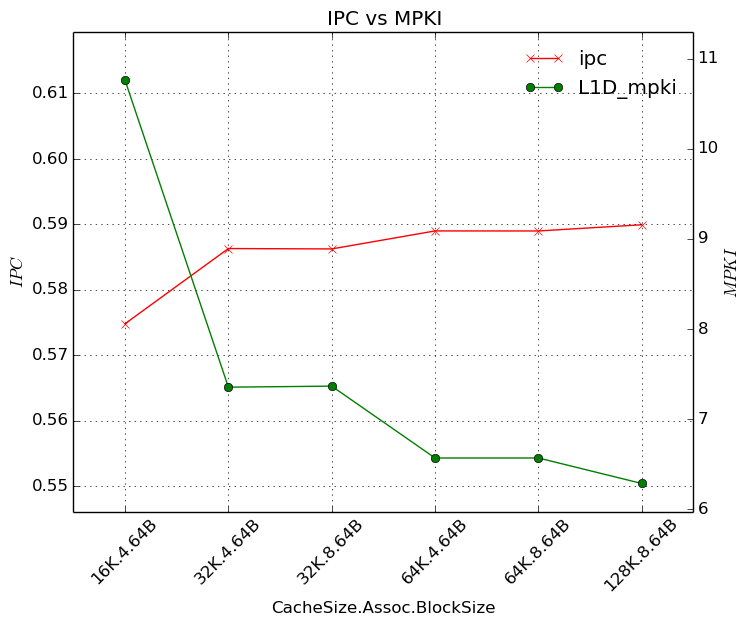 IPC vs MPKI
ipc
L1D_mpki
0.61
0.60
0.59
0.58
0.57
0.56
0.55
IPC
11
10
9
8
7
6
MPKI
16K.4.64B
32K.4.64B
32K.8.64B
64K.4.64B
64K.8.64B
128K.8.64B
CacheSize.Assoc.BlockSize